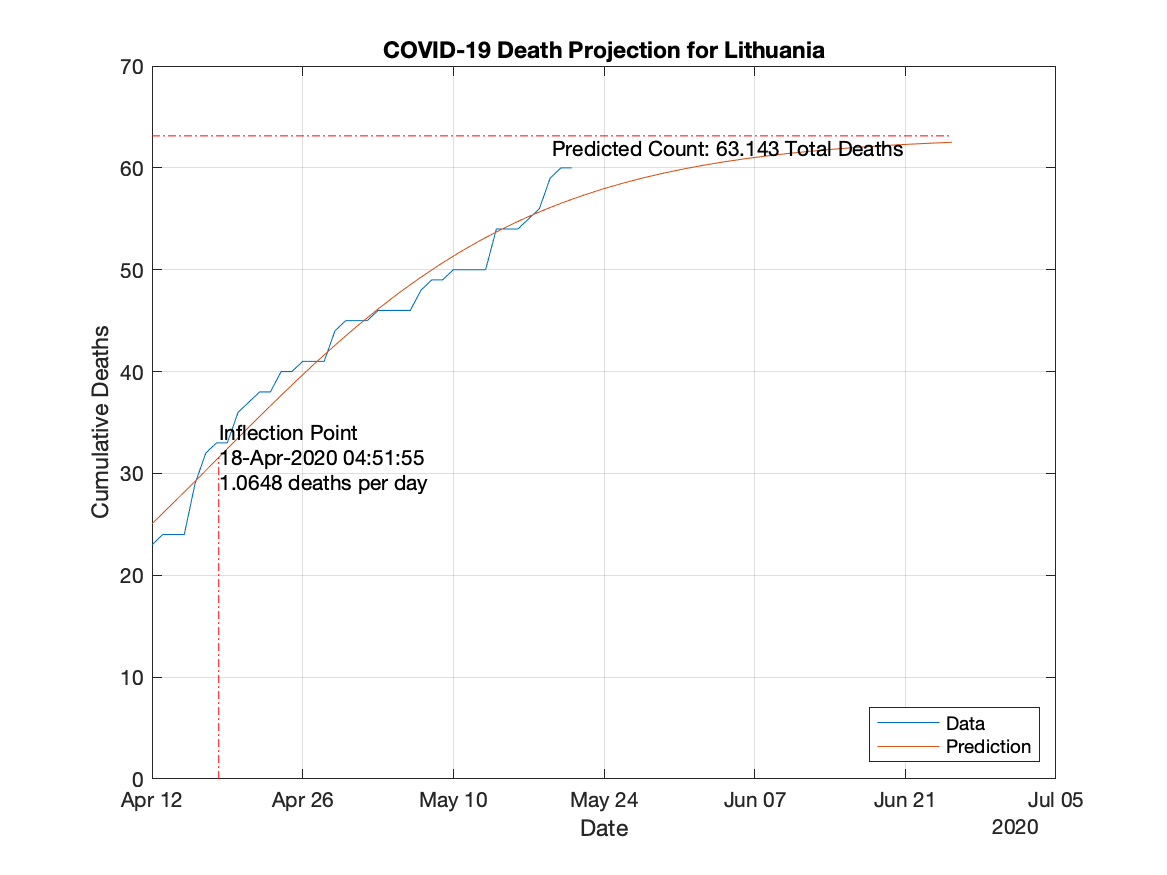 COVID-19 Death Projection for Lithuania
70
60
50
40
30
20
10
0
Cumulative Deaths
Predicted Count: 63.143 Total Deaths
Inflection Point
18-Apr-2020 04:51:55
1.0648 deaths per day
Data
Prediction
Apr 12
Apr 26
May 10
May 24
Jun 07
Jun 21
Jul 05
Date
2020